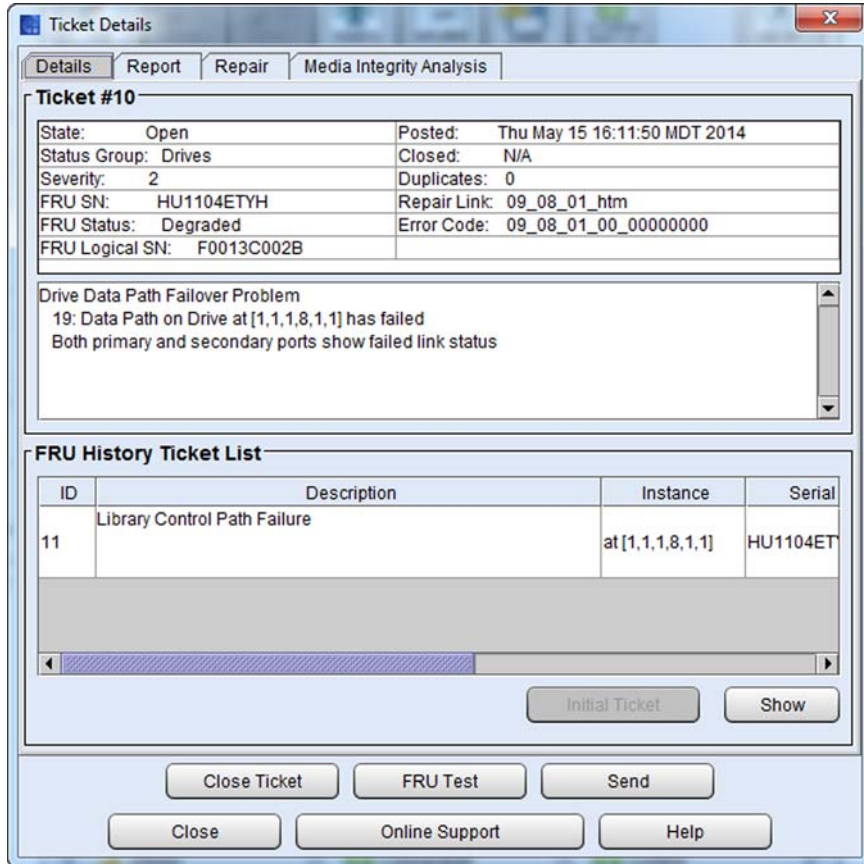 Ticket Details
Details Report Repair Media Integrity Analysis
Ticket #10
State: Open Posted: Thu May 15 16:11:50 MDT 2014
Status Group: Drives Closed: N/A
Severity: 2 Duplicates: 0
FRU SN: HU1104ETYH Repair Link: 09_08_01_htm
FRU Status: Degraded Error Code: 09_08_01_00_00000000
FRU Logical SN: F0013C002B
Drive Data Path Failover Problem
19: Data Path on Drive at [1,1,1,8,1,1] has failed
Both primary and secondary ports show failed link status
FRU History Ticket List
ID Description Instance Serial
Library Control Path Failure
11 at [1,1,1,8,1,1] HU1104ET
Initial Ticket Show
Close Ticket FRU Test Send
Close Online Support Help